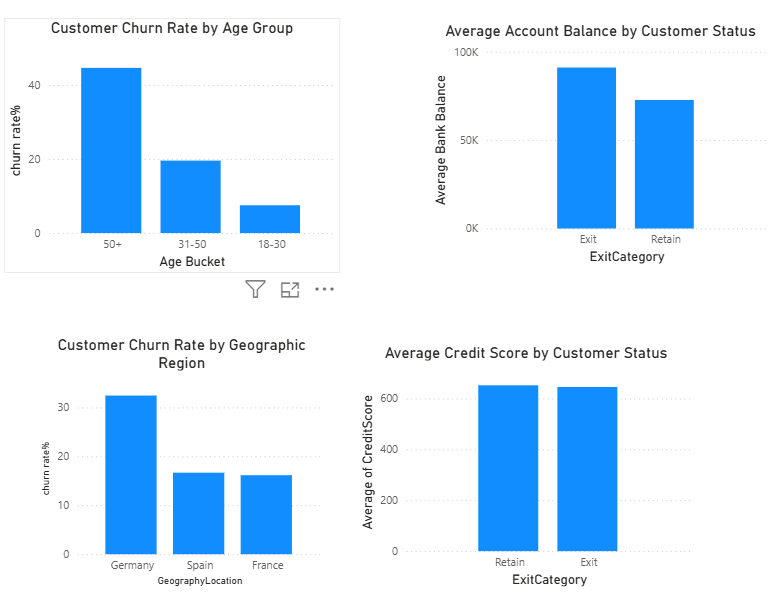 Customer Churn Rate by Age Group
churn rate%
40
20
0
50+
31-50
18-30
Age Bucket
Average Account Balance by Customer Status
Average Bank Balance
100K
50K
0K
Exit
Retain
ExitCategory
Customer Churn Rate by Geographic
Region
churn rate%
30
20
10
0
Germany
Spain
France
GeographyLocation
Average Credit Score by Customer Status
Average of CreditScore
600
400
200
0
Retain
Exit
ExitCategory